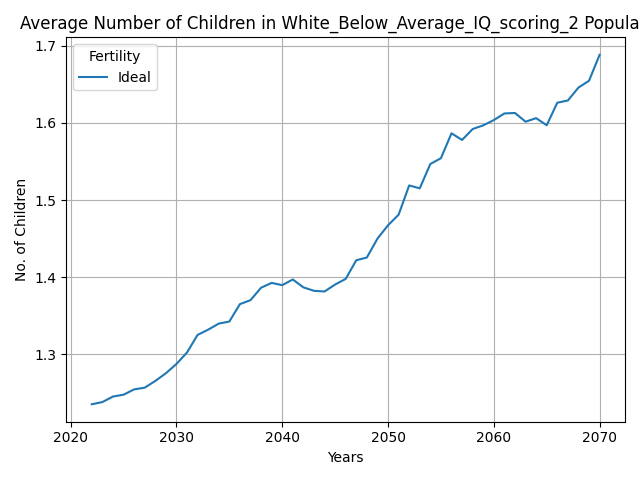 Average Number of Children in White_Below_Average_IQ_scoring_2 Popula
1.7
1.6
1.5
1.4
1.3
No. of Children
Fertility
Ideal
2020 2030 2040 2050 2060 2070
Years